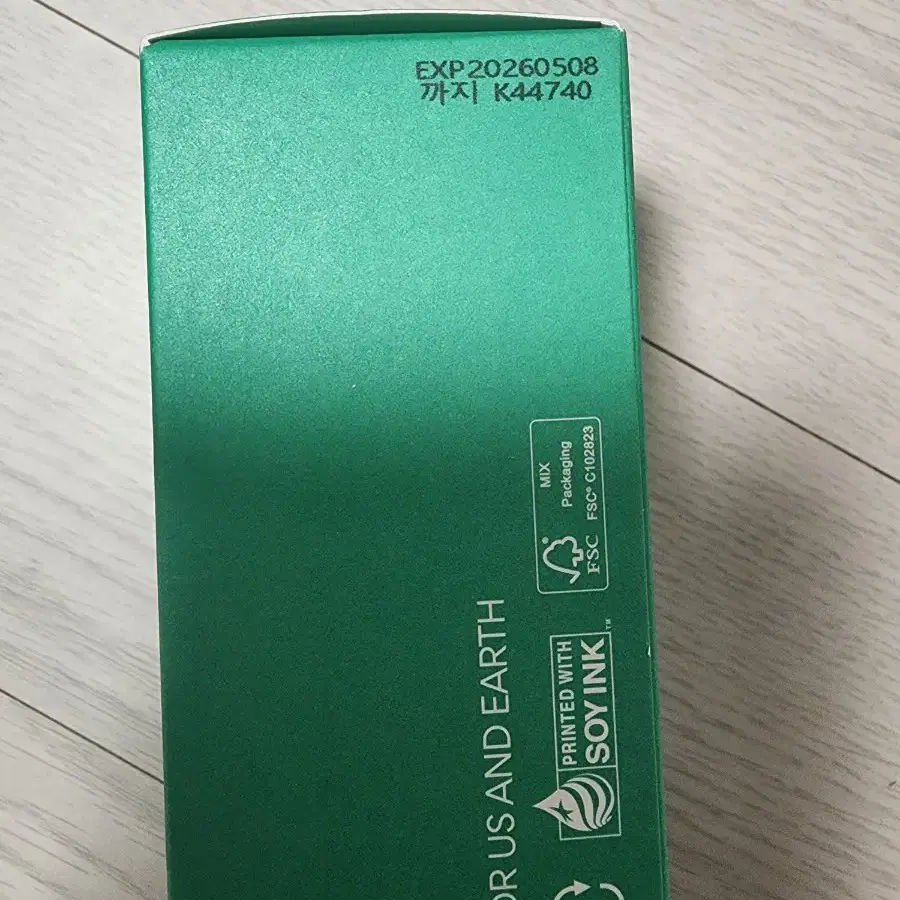 EXP20260508
까지 K44740
MIX
Packaging
FSC® C102823
FSC
PRINTED WITH
SOY INK™
OR US AND EARTH